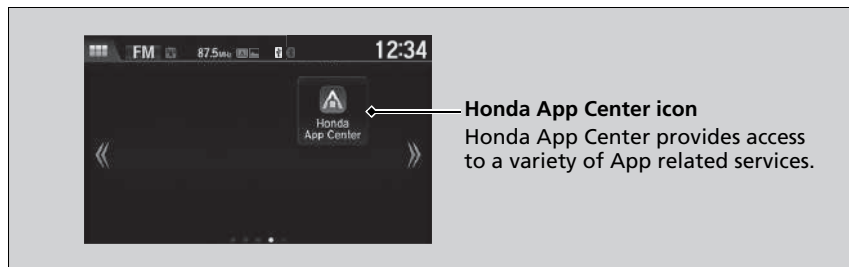 FM 87.5MHz 12:34
Honda
App Center
Honda App Center icon
Honda App Center provides access
to a variety of App related services.